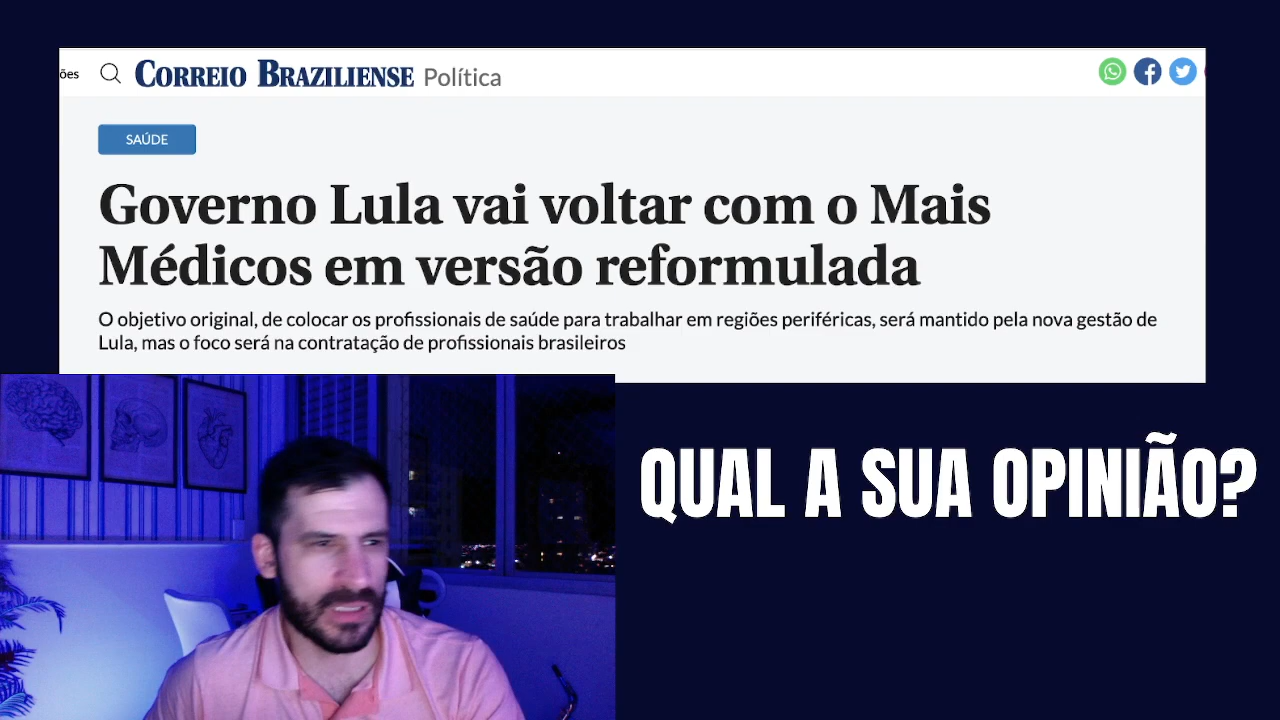 ões
CORREIO BRAZILIENSE Política
SAÚDE
Governo Lula vai voltar com o Mais
Médicos em versão reformulada
O objetivo original, de colocar os profissionais de saúde para trabalhar em regiões periféricas, será mantido pela nova gestão de
Lula, mas o foco será na contratação de profissionais brasileiros
QUAL A SUA OPINIÃO?